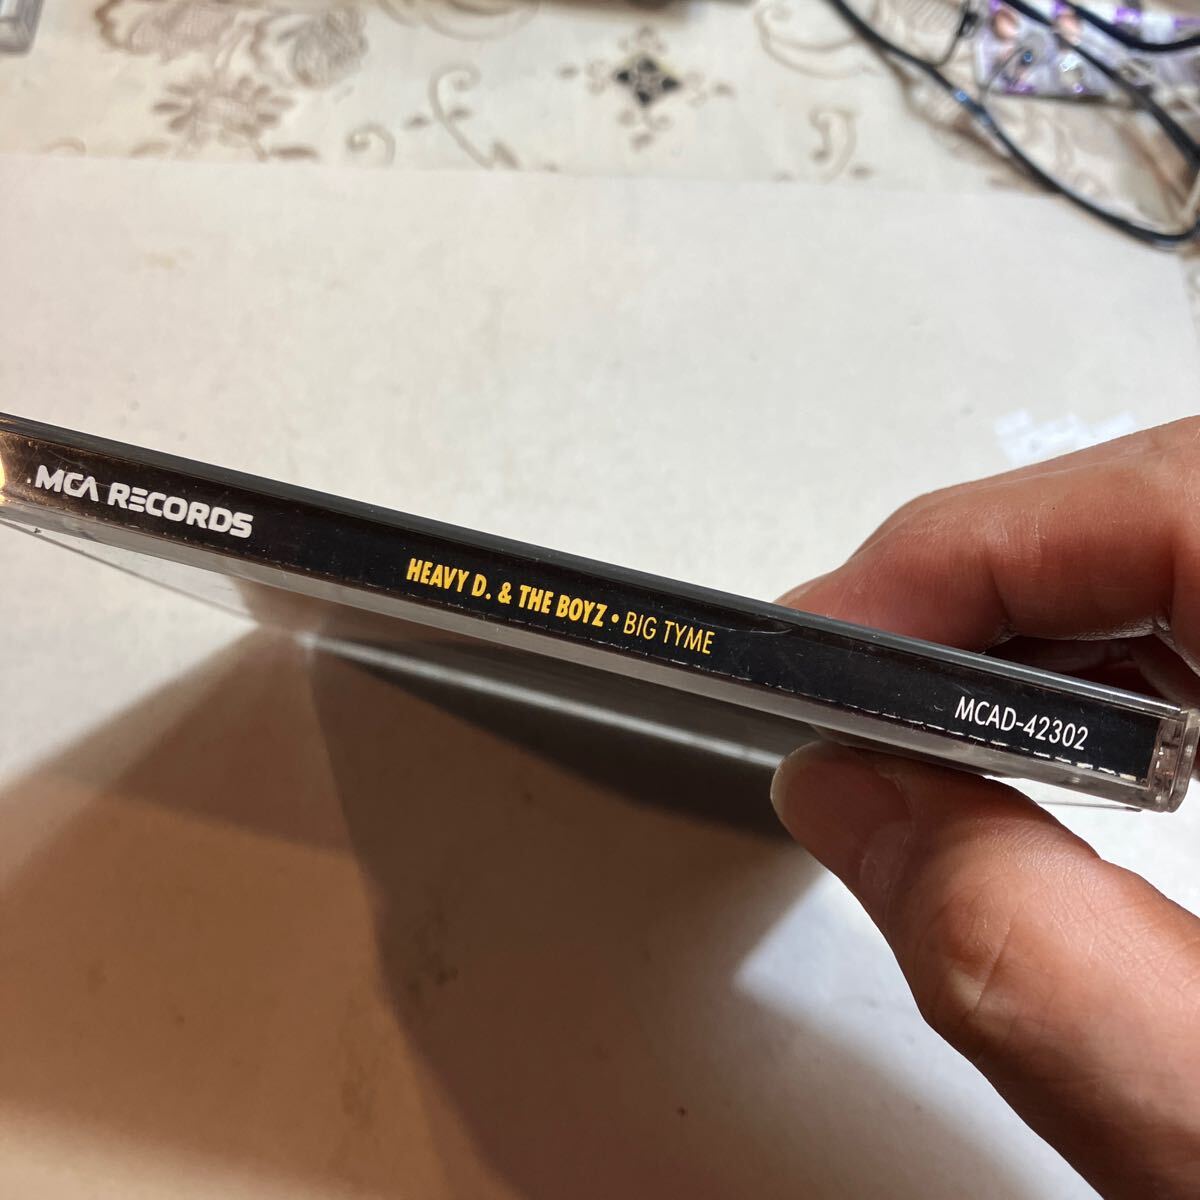 MCA RECORDS
HEAVY D. & THE BOYZ • BIG TYME
MCAD-42302